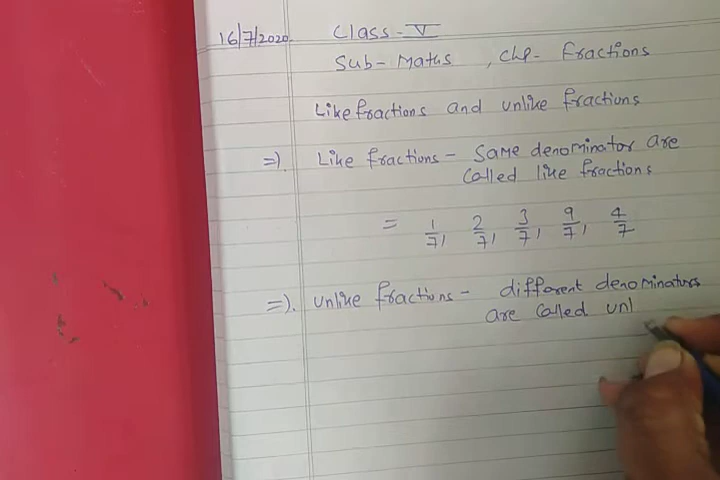 16/7/2020. Class - V
Sub - Maths , Chp - Fractions
Like fractions and unlike fractions
=). Like fractions - Same denominator are
called like fractions
= 1/7, 2/7, 3/7, 9/7, 4/7
=). unlike fractions - different denominators
are called unl